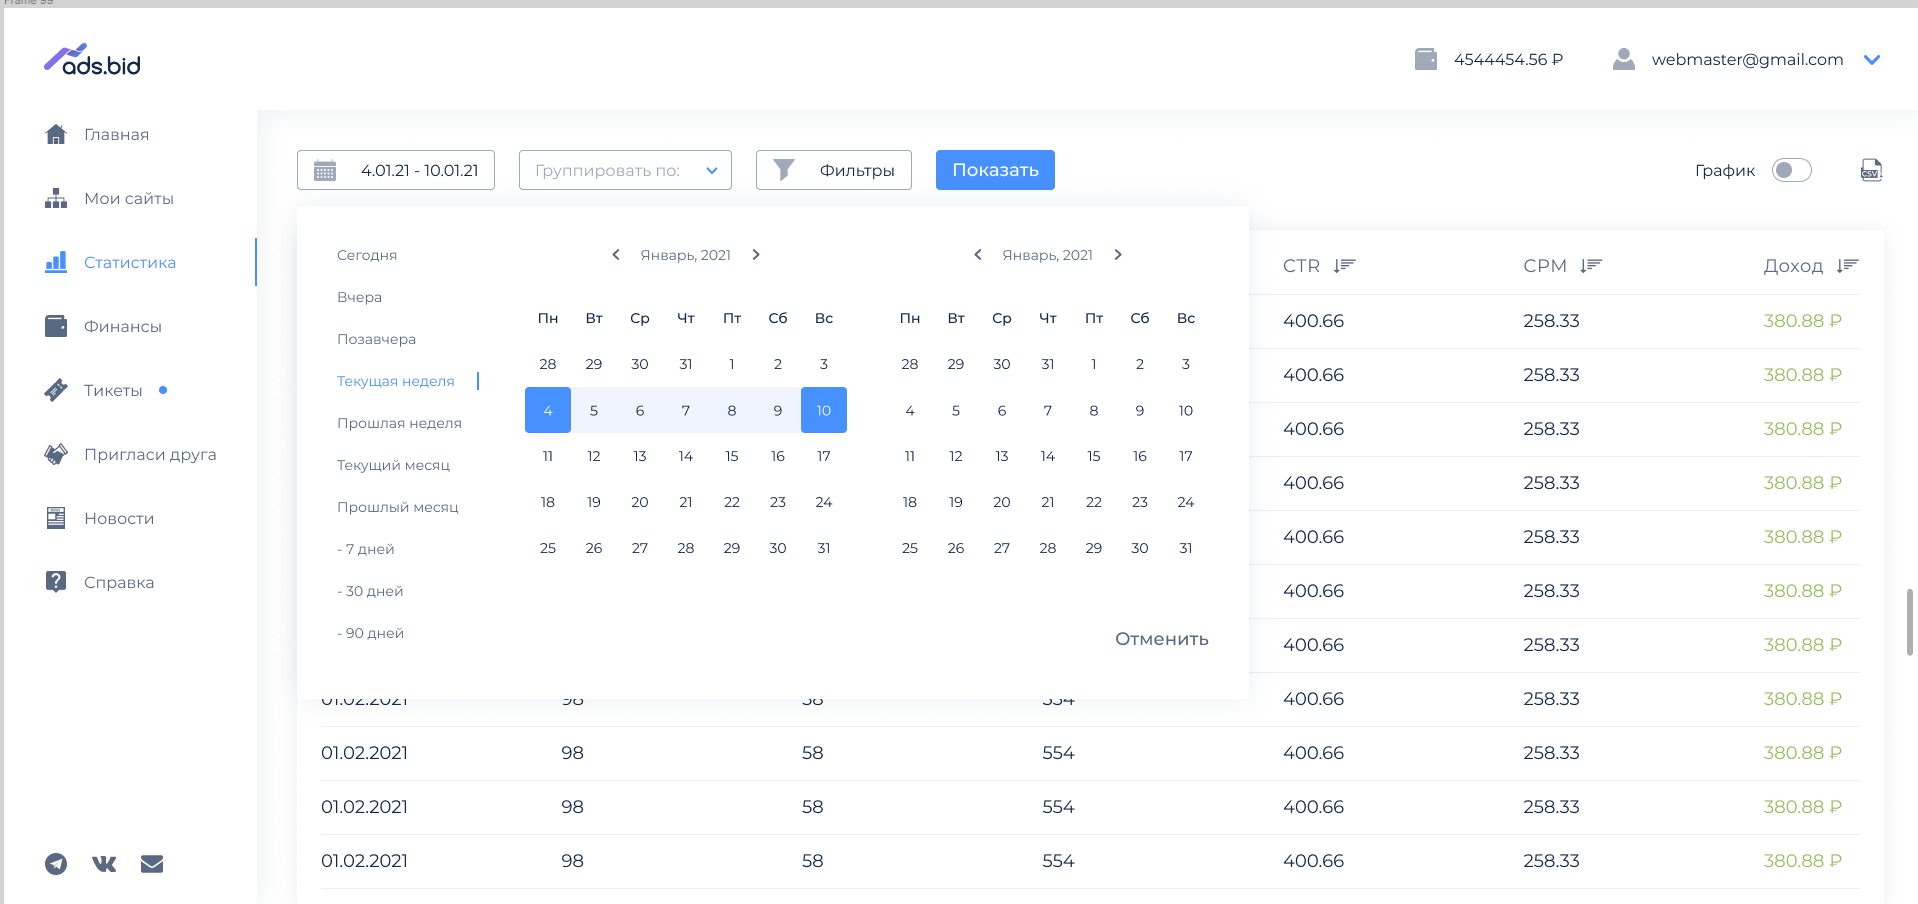 Frame 99
ads.bid
4544454.56 ₽
webmaster@gmail.com
Главная
Мои сайты
Статистика
Финансы
Тикеты
Пригласи друга
Новости
Справка
4.01.21 - 10.01.21
Группировать по:
Фильтры
Показать
График
CSV
Сегодня
Вчера
Позавчера
Текущая неделя
Прошлая неделя
Текущий месяц
Прошлый месяц
- 7 дней
- 30 дней
- 90 дней
Январь, 2021
Пн Вт Ср Чт Пт Сб Вс
28 29 30 31 1 2 3
4 5 6 7 8 9 10
11 12 13 14 15 16 17
18 19 20 21 22 23 24
25 26 27 28 29 30 31
Январь, 2021
Пн Вт Ср Чт Пт Сб Вс
28 29 30 31 1 2 3
4 5 6 7 8 9 10
11 12 13 14 15 16 17
18 19 20 21 22 23 24
25 26 27 28 29 30 31
Отменить
CTR CPM Доход
400.66 258.33 380.88 ₽
400.66 258.33 380.88 ₽
400.66 258.33 380.88 ₽
400.66 258.33 380.88 ₽
400.66 258.33 380.88 ₽
400.66 258.33 380.88 ₽
400.66 258.33 380.88 ₽
01.02.2021 98 58 554 400.66 258.33 380.88 ₽
01.02.2021 98 58 554 400.66 258.33 380.88 ₽
01.02.2021 98 58 554 400.66 258.33 380.88 ₽
01.02.2021 98 58 554 400.66 258.33 380.88 ₽